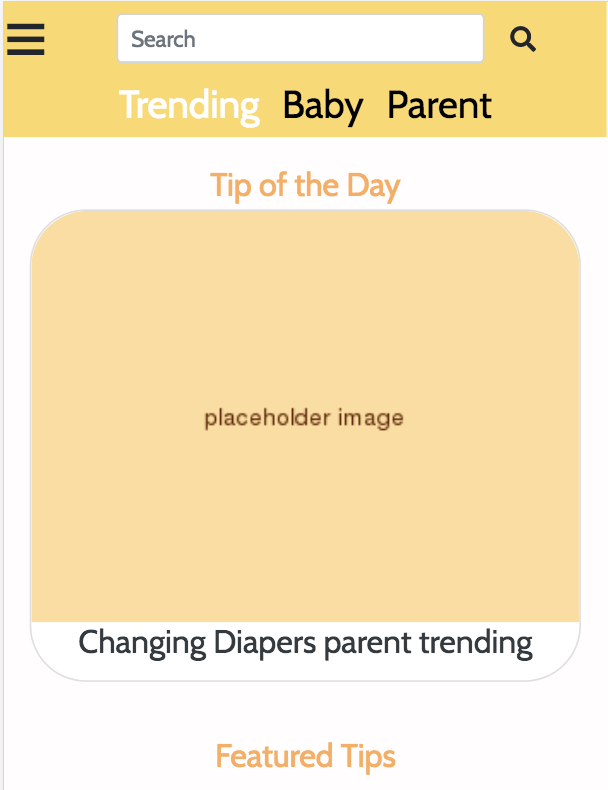 Search
Trending Baby Parent
Tip of the Day
placeholder image
Changing Diapers parent trending
Featured Tips